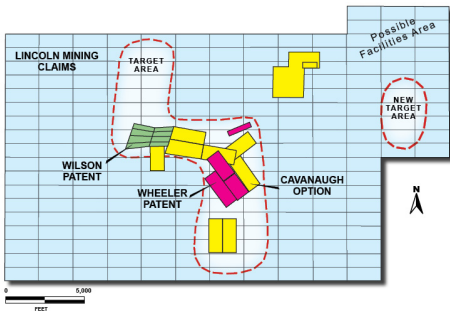 Possible
Facilities Area
LINCOLN MINING
CLAIMS
TARGET
AREA
NEW
TARGET
AREA
WILSON
PATENT
WHEELER
PATENT
CAVANAUGH
OPTION
N
0
5,000
FEET